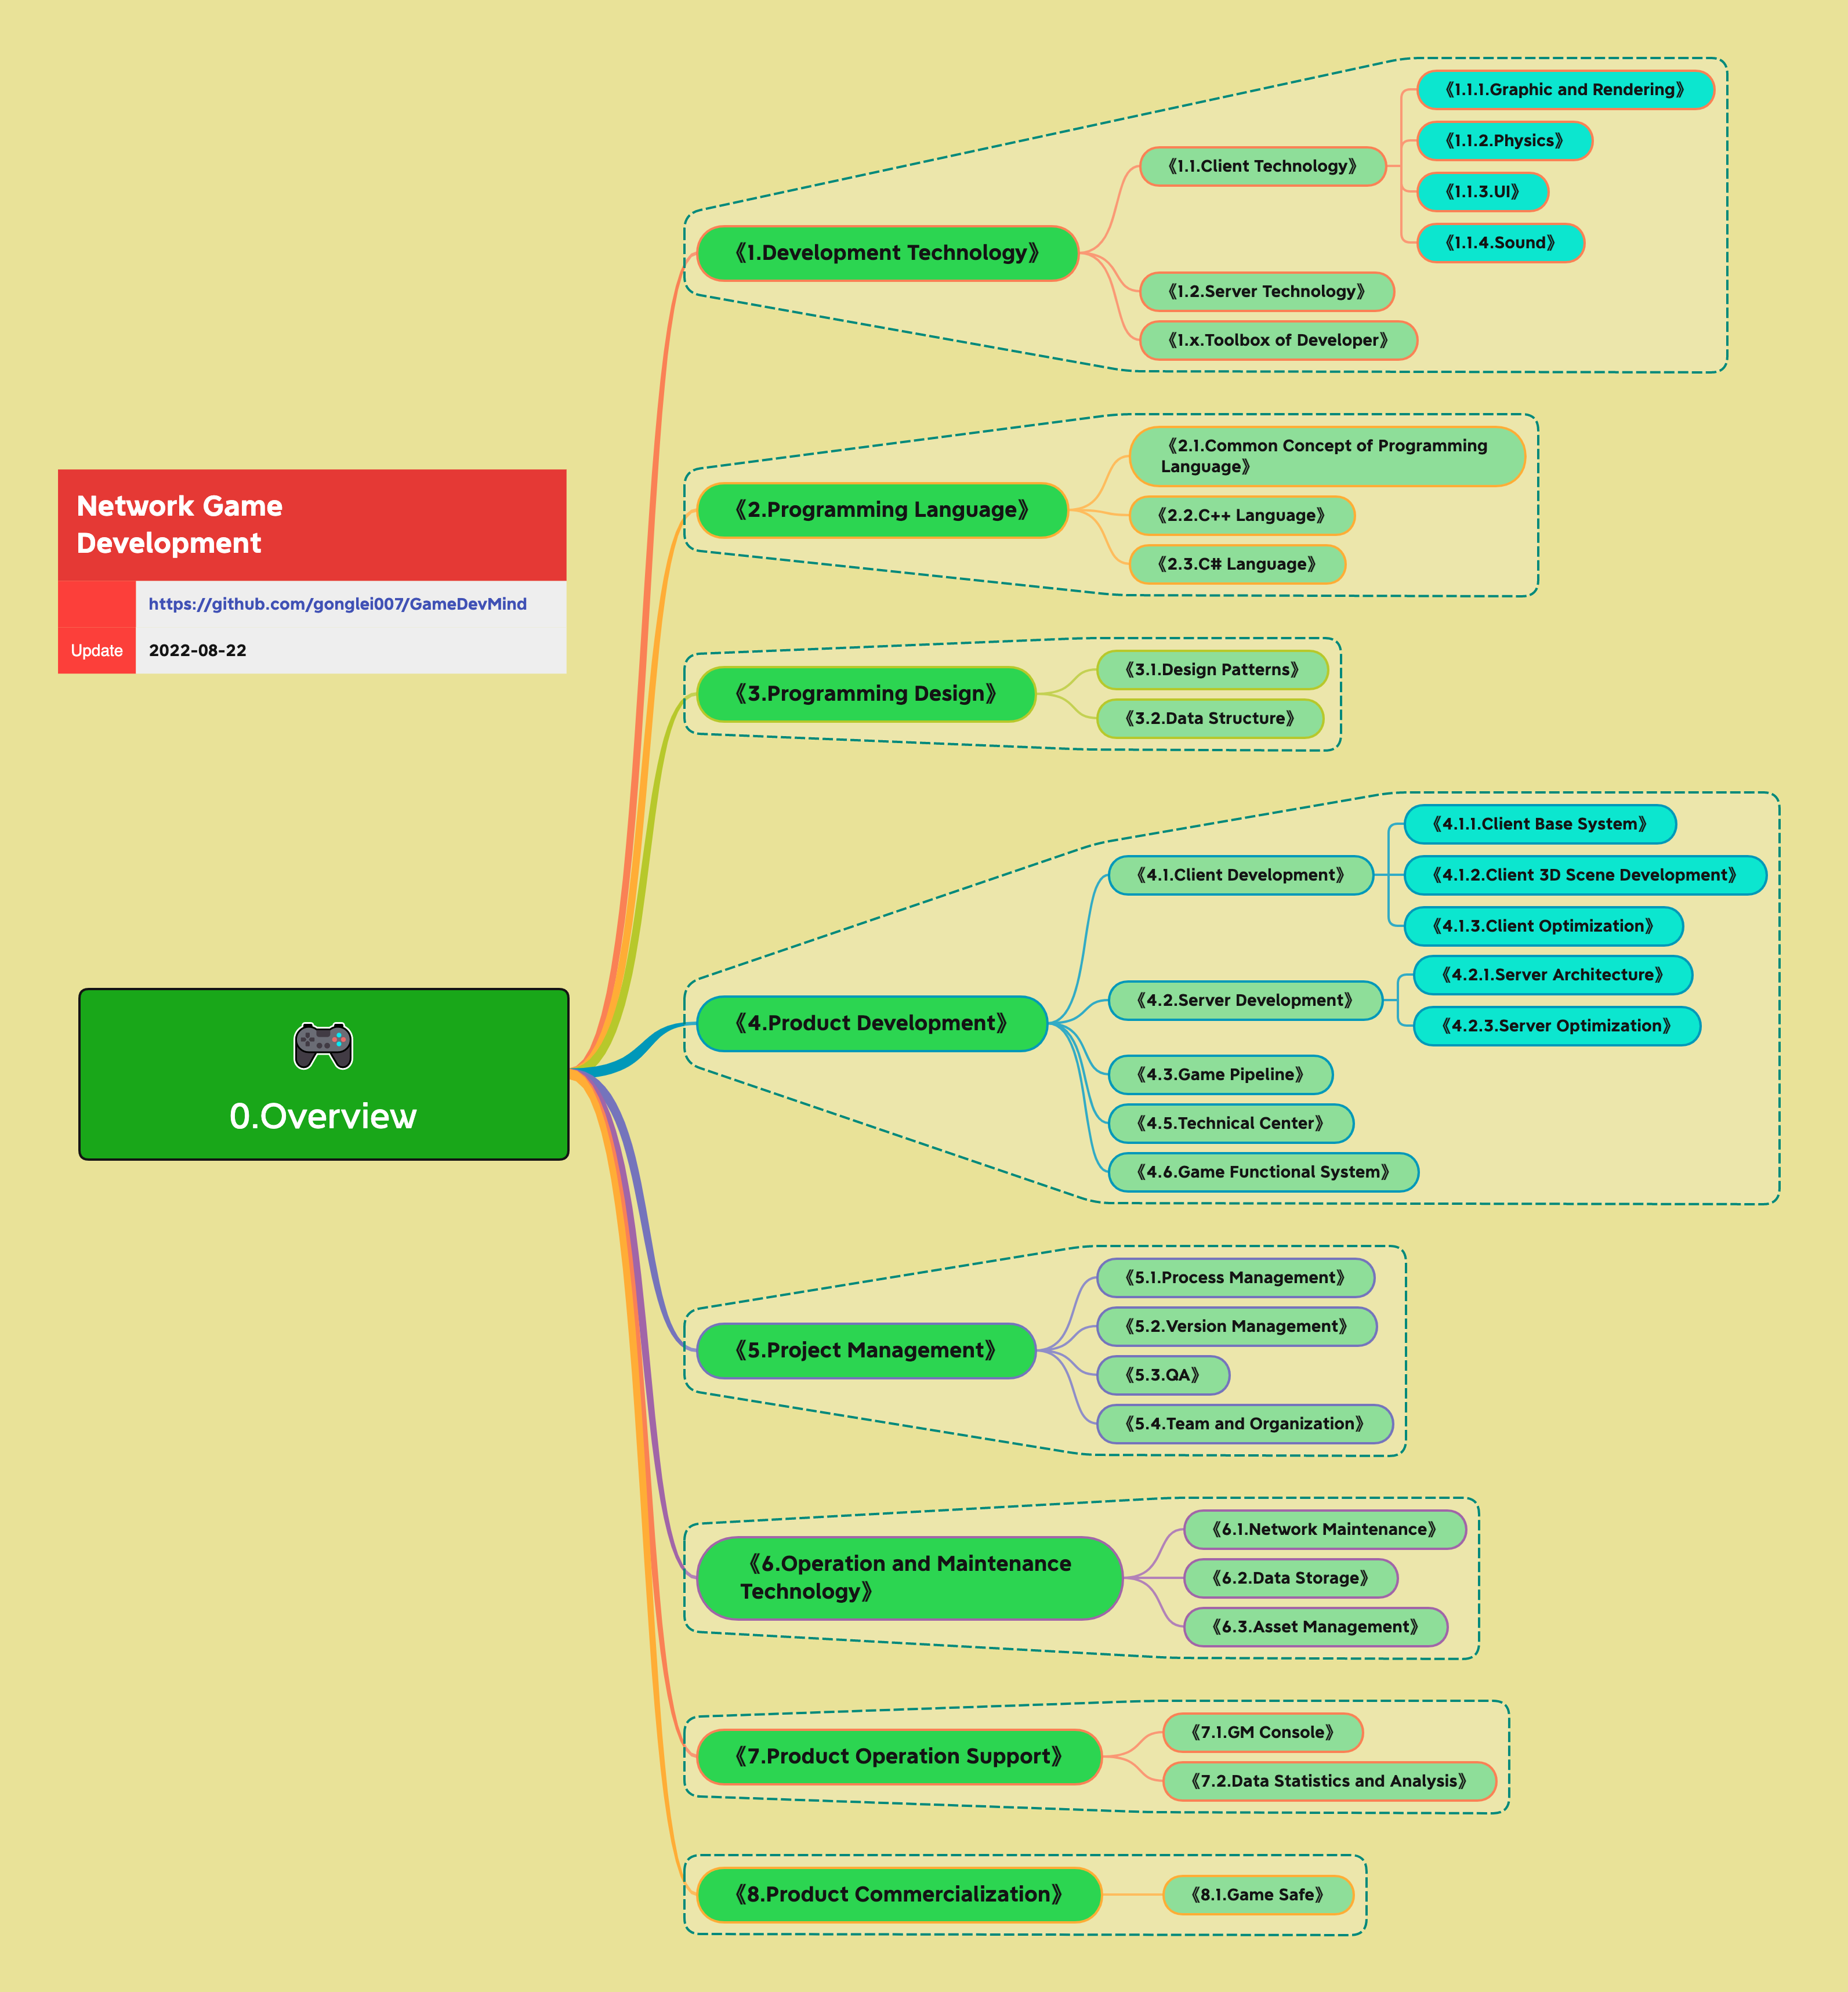 Network Game
Development
https://github.com/gonglei007/GameDevMind
Update 2022-08-22
0.Overview
《1.Development Technology》
《1.1.Client Technology》
《1.1.1.Graphic and Rendering》
《1.1.2.Physics》
《1.1.3.UI》
《1.1.4.Sound》
《1.2.Server Technology》
《1.x.Toolbox of Developer》
《2.Programming Language》
《2.1.Common Concept of Programming
Language》
《2.2.C++ Language》
《2.3.C# Language》
《3.Programming Design》
《3.1.Design Patterns》
《3.2.Data Structure》
《4.Product Development》
《4.1.Client Development》
《4.1.1.Client Base System》
《4.1.2.Client 3D Scene Development》
《4.1.3.Client Optimization》
《4.2.Server Development》
《4.2.1.Server Architecture》
《4.2.3.Server Optimization》
《4.3.Game Pipeline》
《4.5.Technical Center》
《4.6.Game Functional System》
《5.Project Management》
《5.1.Process Management》
《5.2.Version Management》
《5.3.QA》
《5.4.Team and Organization》
《6.Operation and Maintenance
Technology》
《6.1.Network Maintenance》
《6.2.Data Storage》
《6.3.Asset Management》
《7.Product Operation Support》
《7.1.GM Console》
《7.2.Data Statistics and Analysis》
《8.Product Commercialization》
《8.1.Game Safe》